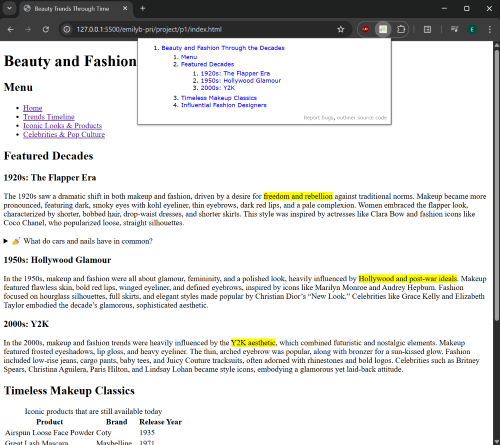 Beauty Trends Through Time
127.0.0.1:5500/emilyb-pri/project/p1/index.html
1. Beauty and Fashion Through the Decades
1. Menu
2. Featured Decades
1. 1920s: The Flapper Era
2. 1950s: Hollywood Glamour
3. 2000s: Y2K
3. Timeless Makeup Classics
4. Influential Fashion Designers
Report bugs, outliner source code
Beauty and Fashion
Menu
Home
Trends Timeline
Iconic Looks & Products
Celebrities & Pop Culture
Featured Decades
1920s: The Flapper Era
The 1920s saw a dramatic shift in both makeup and fashion, driven by a desire for freedom and rebellion against traditional norms. Makeup became more
pronounced, featuring dark, smoky eyes with kohl eyeliner, thin eyebrows, dark red lips, and a pale complexion. Women embraced the flapper look,
characterized by shorter, bobbed hair, drop-waist dresses, and shorter skirts. This style was inspired by actresses like Clara Bow and fashion icons like
Coco Chanel, who popularized loose, straight silhouettes.
What do cars and nails have in common?
1950s: Hollywood Glamour
In the 1950s, makeup and fashion were all about glamour, femininity, and a polished look, heavily influenced by Hollywood and post-war ideals. Makeup
featured flawless skin, bold red lips, winged eyeliner, and defined eyebrows, inspired by icons like Marilyn Monroe and Audrey Hepburn. Fashion
focused on hourglass silhouettes, full skirts, and elegant styles made popular by Christian Dior's “New Look.” Celebrities like Grace Kelly and Elizabeth
Taylor embodied the decade's glamorous, sophisticated aesthetic.
2000s: Y2K
In the 2000s, makeup and fashion trends were heavily influenced by the Y2K aesthetic, which combined futuristic and nostalgic elements. Makeup
featured frosted eyeshadows, lip gloss, and heavy eyeliner. The thin, arched eyebrow was popular, along with bronzer for a sun-kissed glow. Fashion
included low-rise jeans, cargo pants, baby tees, and Juicy Couture tracksuits, often adorned with rhinestones and bold logos. Celebrities such as Britney
Spears, Christina Aguilera, Paris Hilton, and Lindsay Lohan became style icons, embodying a glamorous yet laid-back attitude.
Timeless Makeup Classics
Iconic products that are still available today
Product Brand Release Year
Airspun Loose Face Powder Coty 1935
Great Lash Mascara Maybelline 1971